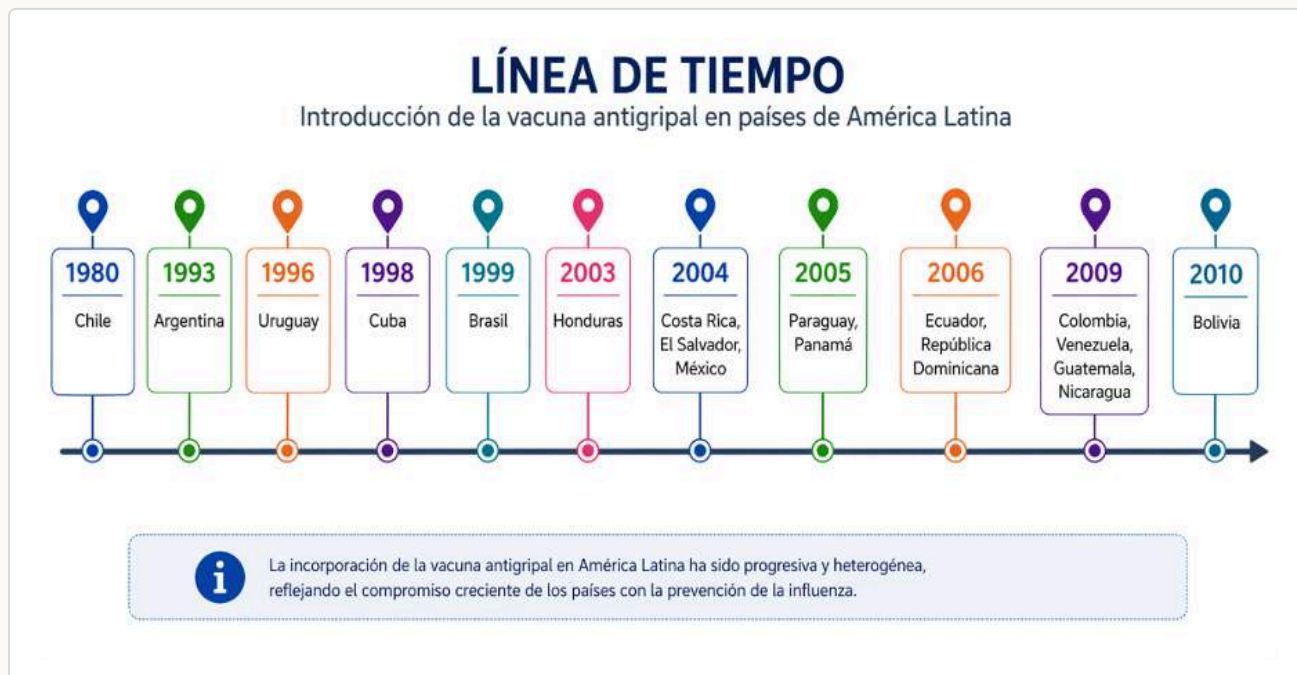 LÍNEA DE TIEMPO
Introducción de la vacuna antigripal en países de América Latina
1980
Chile
1993
Argentina
1996
Uruguay
1998
Cuba
1999
Brasil
2003
Honduras
2004
Costa Rica,
El Salvador,
México
2005
Paraguay,
Panamá
2006
Ecuador,
República
Dominicana
2009
Colombia,
Venezuela,
Guatemala,
Nicaragua
2010
Bolivia
i
La incorporación de la vacuna antigripal en América Latina ha sido progresiva y heterogénea,
reflejando el compromiso creciente de los países con la prevención de la influenza.